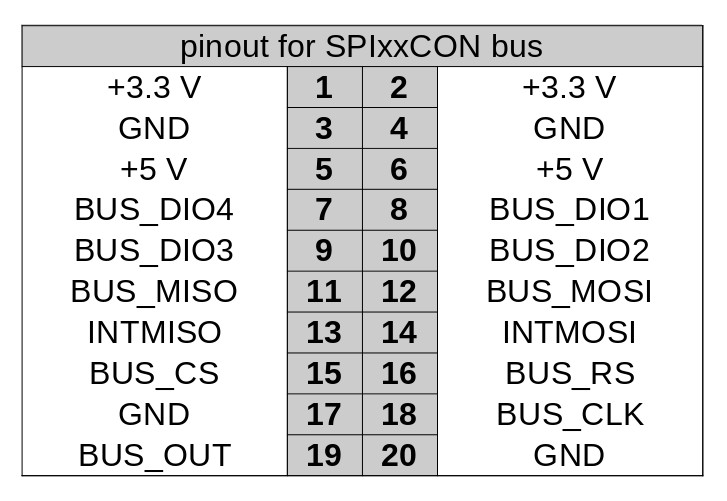 pinout for SPIxxCON bus
+3.3 V 1 2 +3.3 V
GND 3 4 GND
+5 V 5 6 +5 V
BUS_DIO4 7 8 BUS_DIO1
BUS_DIO3 9 10 BUS_DIO2
BUS_MISO 11 12 BUS_MOSI
INTMISO 13 14 INTMOSI
BUS_CS 15 16 BUS_RS
GND 17 18 BUS_CLK
BUS_OUT 19 20 GND